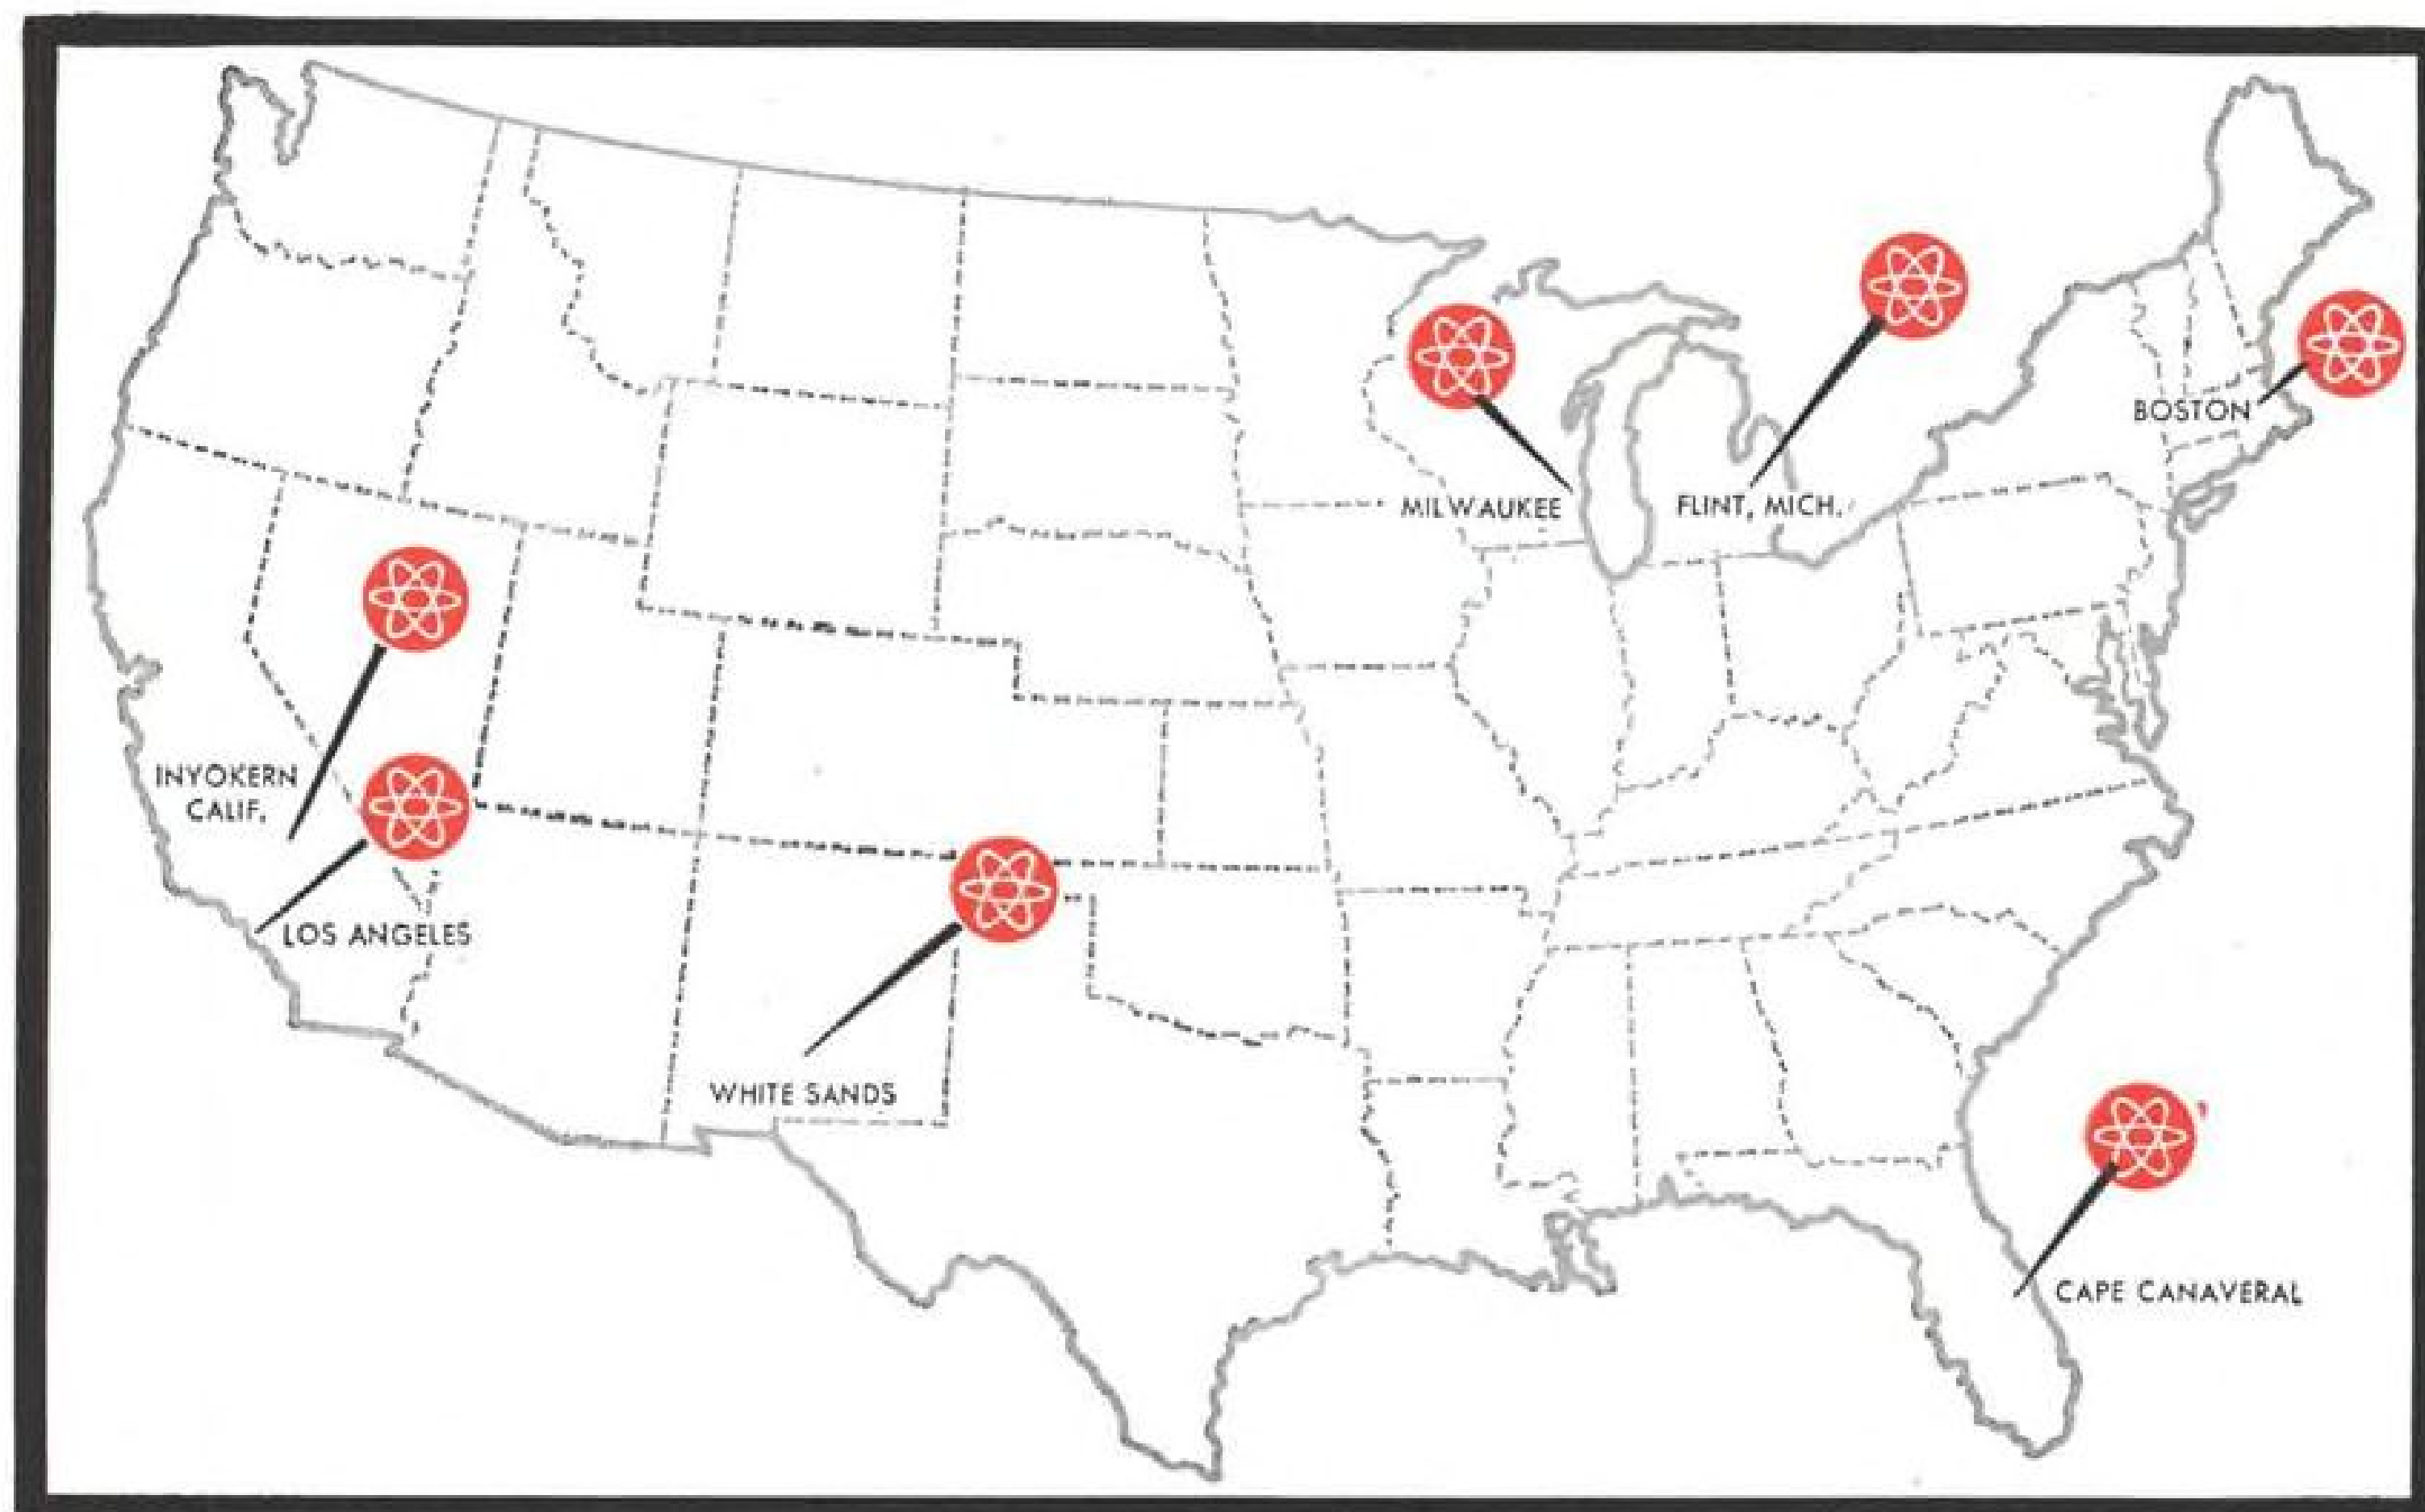 BOSTON
MILWAUKEE
FLINT, MICH.
INYOKERN
CALIF.
LOS ANGELES
WHITE SANDS
CAPE CANAVERAL